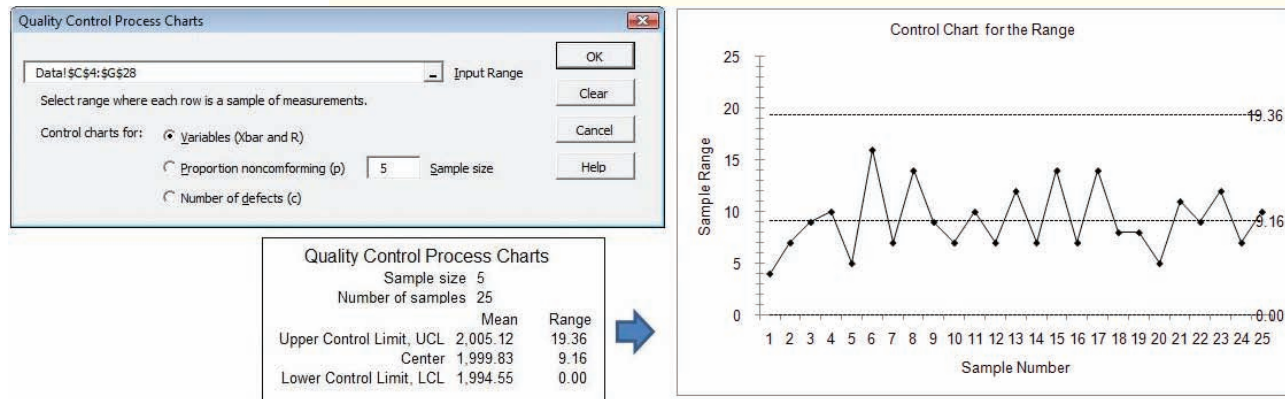 Quality Control Process Charts
Data!$C$4:$G$28
Input Range
Select range where each row is a sample of measurements.
Control charts for:
Variables (Xbar and R)
Proportion noncomforming (p) 5 Sample size
Number of defects (c)
OK
Clear
Cancel
Help
Quality Control Process Charts
Sample size 5
Number of samples 25
Mean Range
Upper Control Limit, UCL 2,005.12 19.36
Center 1,999.83 9.16
Lower Control Limit, LCL 1,994.55 0.00
Control Chart for the Range
25
20
15
10
5
0
Sample Range
19.36
9.16
0.00
1 2 3 4 5 6 7 8 9 10 11 12 13 14 15 16 17 18 19 20 21 22 23 24 25
Sample Number